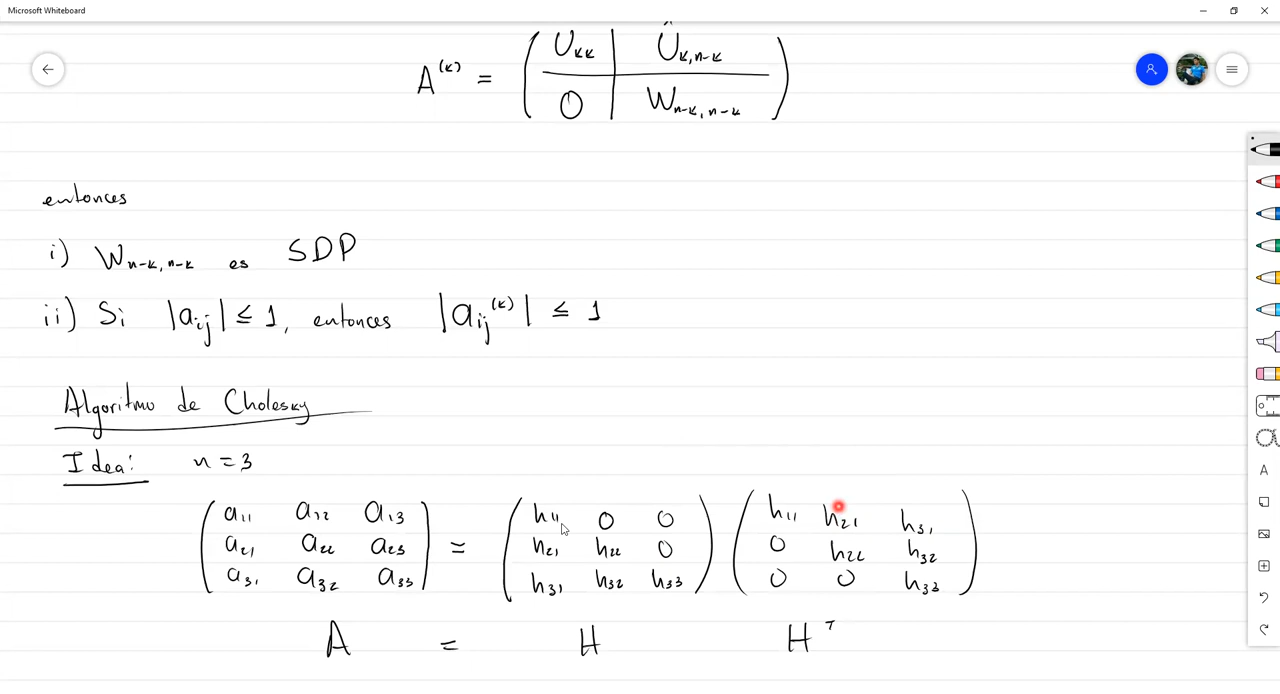 Microsoft Whiteboard
A^(k) = ( U_kk | Û_k,n-k
0 | W_n-k,n-k )
entonces
i) W_n-k,n-k es SDP
ii) Si |a_ij| ≤ 1, entonces |a_ij^(k)| ≤ 1
Algoritmo de Cholesky
Idea: n = 3
( a11 a12 a13 = ( h11 0 0 ( h11 h21 h31
a21 a22 a23 h21 h22 0 0 h22 h32
a31 a32 a33 ) h31 h32 h33 ) 0 0 h33 )
A = H H^T
A